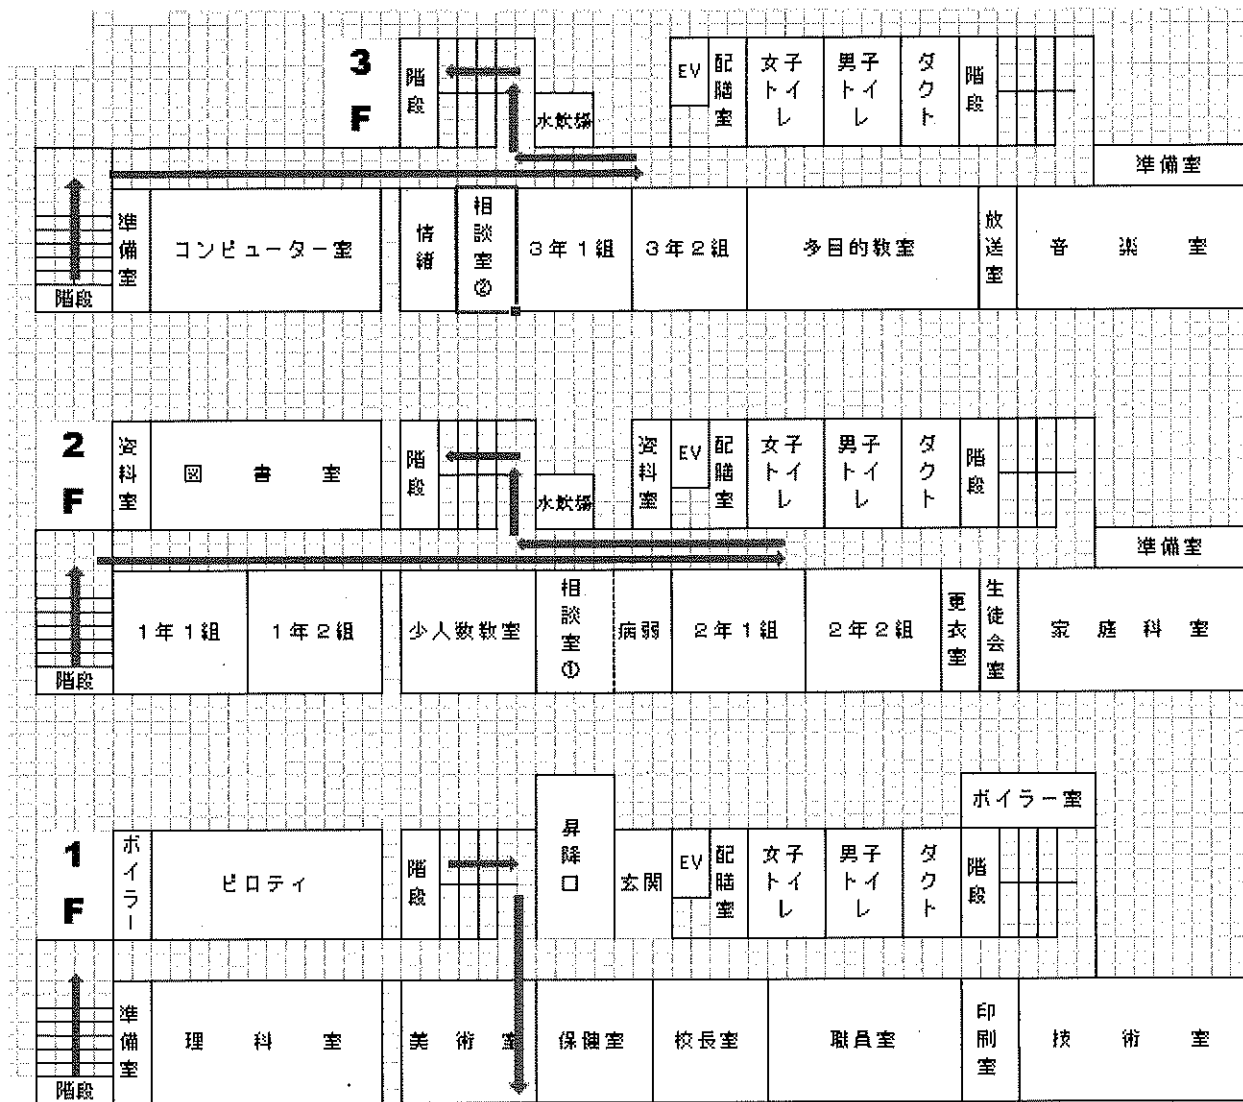 3F
階段
水飲場
EV
配膳室
女子トイレ
男子トイレ
ダクト
階段
準備室
階段
準備室
コンピューター室
情緒
相談室②
3年1組
3年2組
多目的教室
放送室
音楽室
2F
資料室
図書室
階段
水飲場
資料室
EV
配膳室
女子トイレ
男子トイレ
ダクト
階段
準備室
階段
1年1組
1年2組
少人数教室
相談室①
病弱
2年1組
2年2組
更衣室
生徒会室
家庭科室
1F
ボイラー
ピロティ
階段
昇降口
玄関
EV
配膳室
女子トイレ
男子トイレ
ダクト
階段
ボイラー室
階段
準備室
理科室
美術室
保健室
校長室
職員室
印刷室
技術室